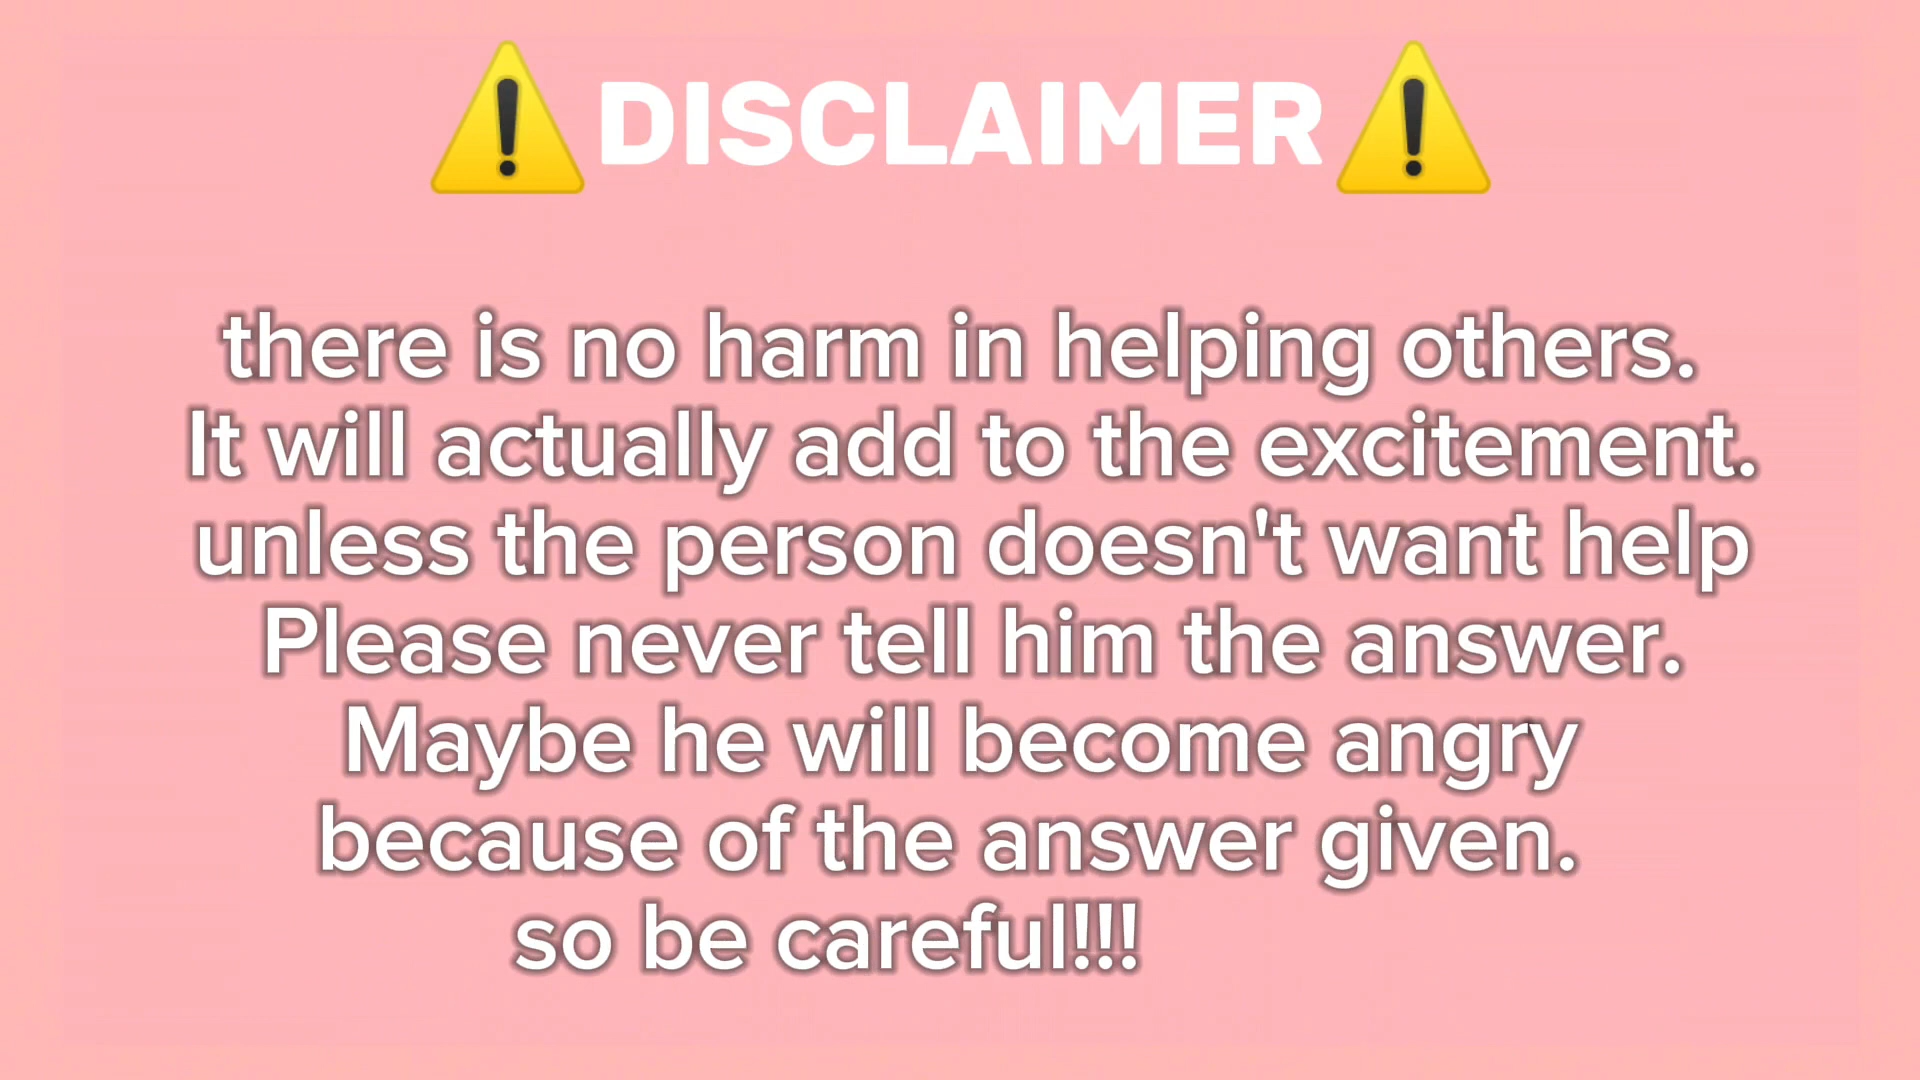 ⚠️DISCLAIMER⚠️
there is no harm in helping others.
It will actually add to the excitement.
unless the person doesn't want help
Please never tell him the answer.
Maybe he will become angry
because of the answer given.
so be careful!!!